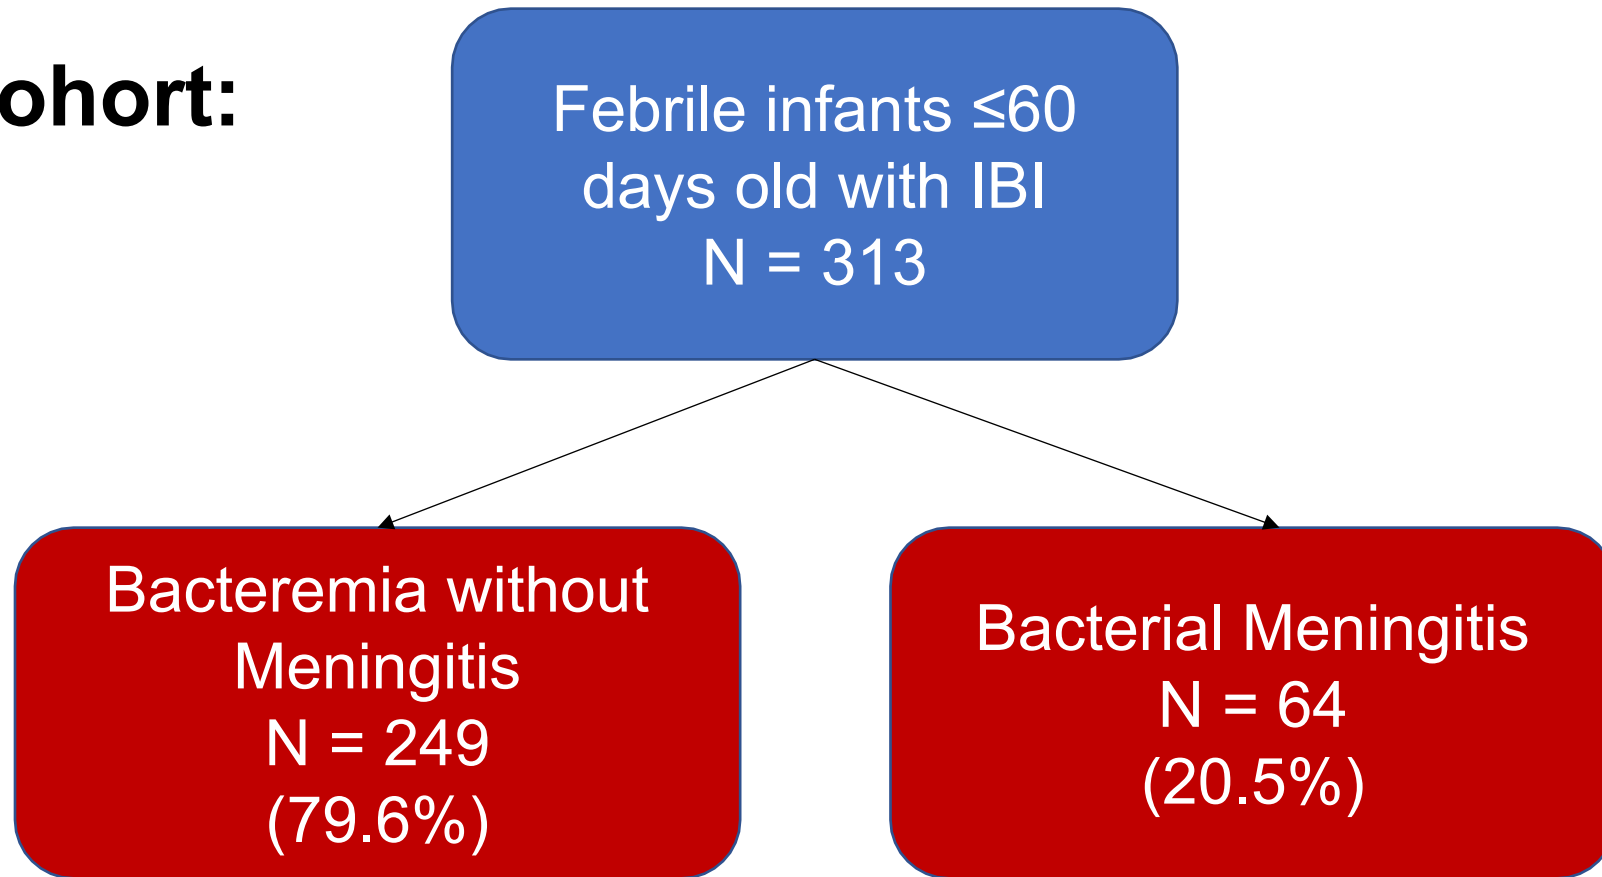 ohort:
Febrile infants ≤60
days old with IBI
N = 313
Bacteremia without
Meningitis
N = 249
(79.6%)
Bacterial Meningitis
N = 64
(20.5%)